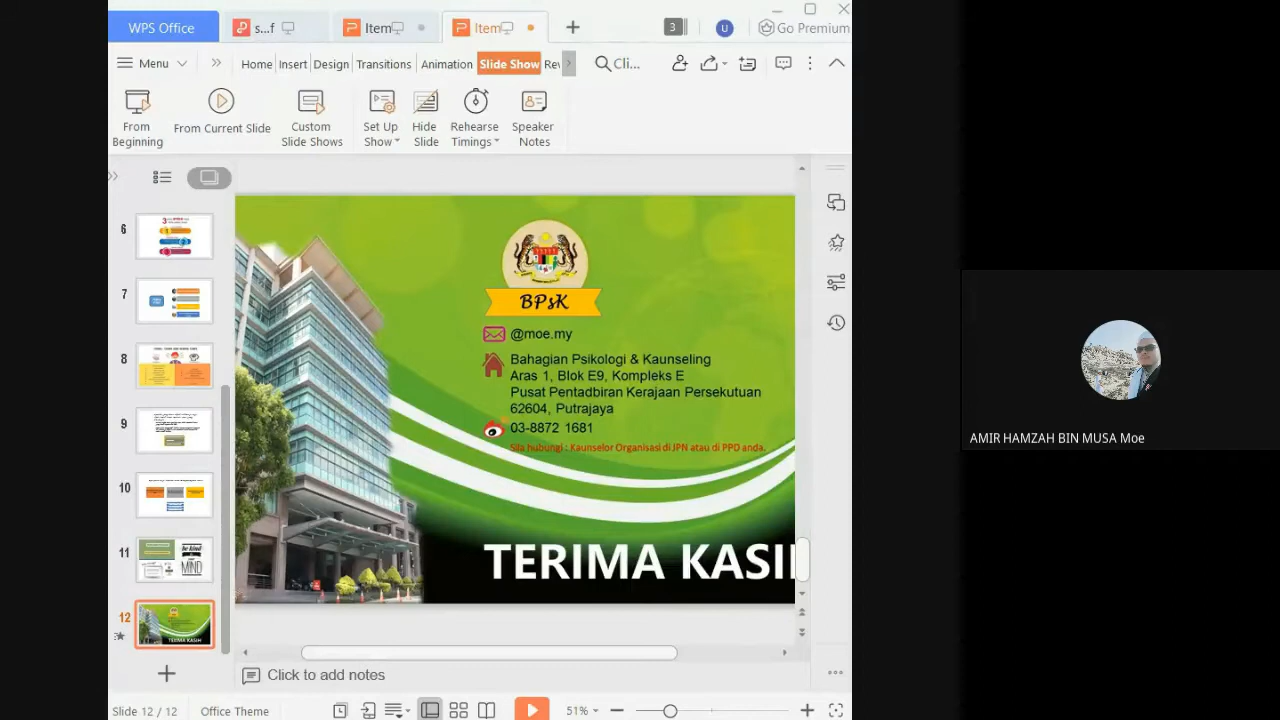 WPS Office
s...f
Item
Item
3
U
Go Premium
Menu
Home
Insert
Design
Transitions
Animation
Slide Show
Re
Cli...
From Beginning
From Current Slide
Custom Slide Shows
Set Up Show
Hide Slide
Rehearse Timings
Speaker Notes
6
7
8
9
10
11
MIND
12
TERIMA KASIH
BPsK
@moe.my
Bahagian Psikologi & Kaunseling
Aras 1, Blok E9, Kompleks E
Pusat Pentadbiran Kerajaan Persekutuan
62604, Putrajaya
03-8872 1681
Sila hubungi : Kaunselor Organisasi di JPN atau di PPD anda.
TERIMA KASI
Click to add notes
Slide 12 / 12
Office Theme
51%
AMIR HAMZAH BIN MUSA Moe